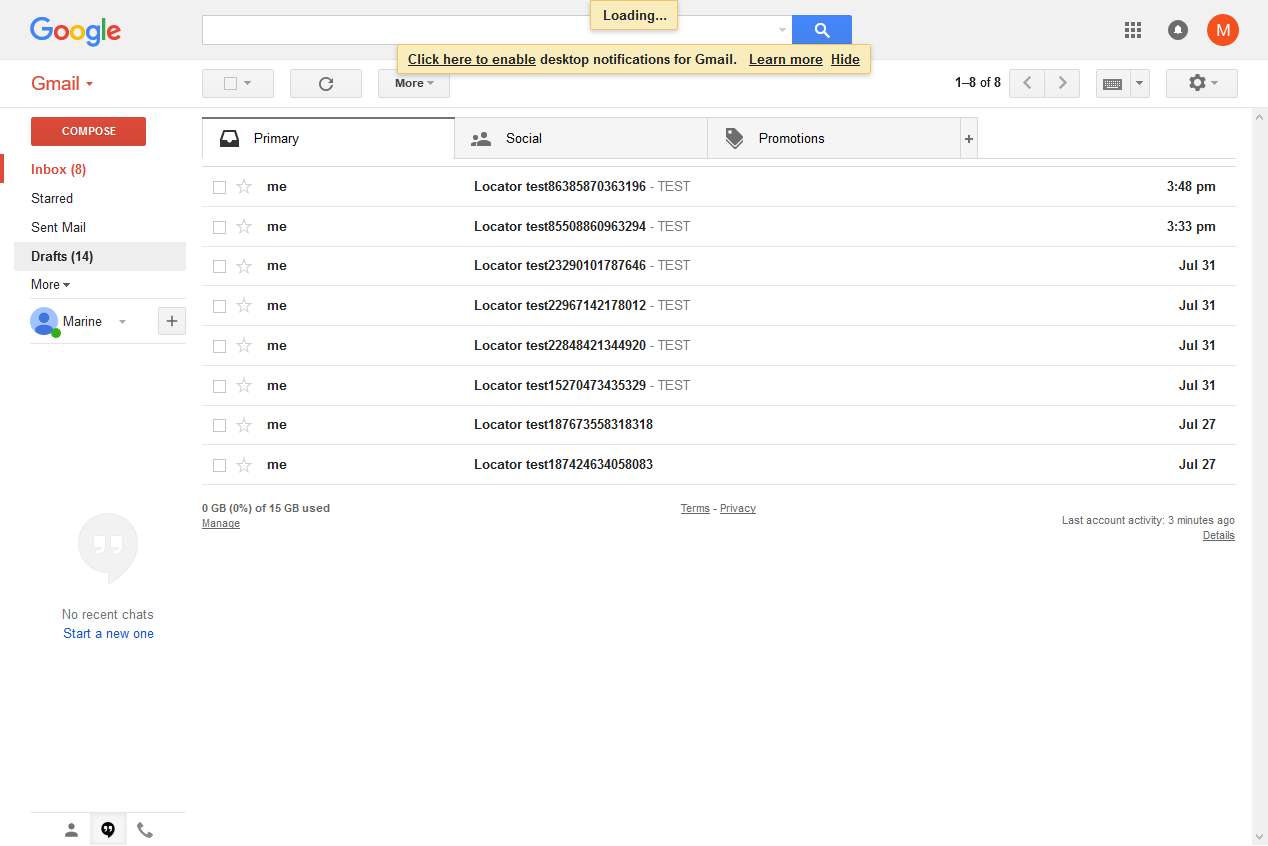 Loading...
Google
M
Click here to enable desktop notifications for Gmail. Learn more Hide
Gmail
More
1–8 of 8
COMPOSE
Inbox (8)
Starred
Sent Mail
Drafts (14)
More
Marine
Primary
Social
Promotions
+
me Locator test86385870363196 - TEST 3:48 pm
me Locator test85508860963294 - TEST 3:33 pm
me Locator test23290101787646 - TEST Jul 31
me Locator test22967142178012 - TEST Jul 31
me Locator test22848421344920 - TEST Jul 31
me Locator test15270473435329 - TEST Jul 31
me Locator test187673558318318 Jul 27
me Locator test187424634058083 Jul 27
0 GB (0%) of 15 GB used
Manage
Terms - Privacy
Last account activity: 3 minutes ago
Details
No recent chats
Start a new one